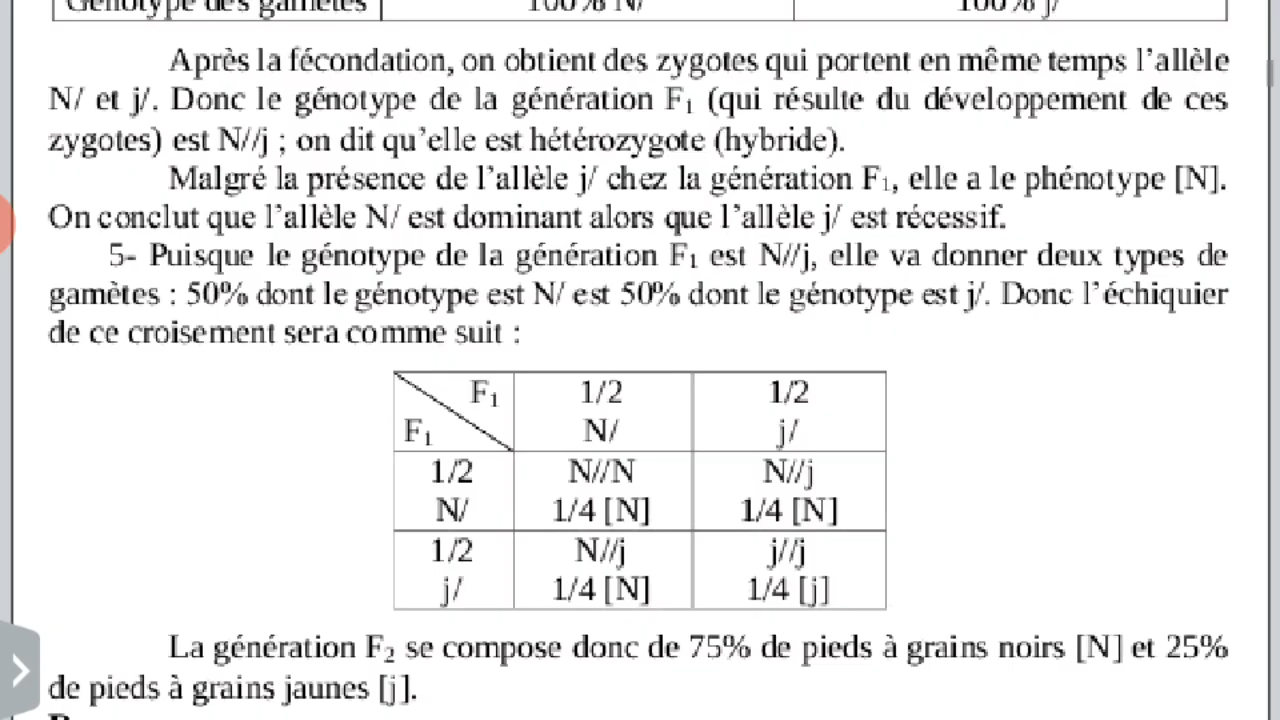 Génotype des gamètes 100% N/ 100% j/
Après la fécondation, on obtient des zygotes qui portent en même temps l'allèle
N/ et j/. Donc le génotype de la génération F₁ (qui résulte du développement de ces
zygotes) est N//j ; on dit qu'elle est hétérozygote (hybride).
Malgré la présence de l'allèle j/ chez la génération F₁, elle a le phénotype [N].
On conclut que l'allèle N/ est dominant alors que l'allèle j/ est récessif.
5- Puisque le génotype de la génération F₁ est N//j, elle va donner deux types de
gamètes : 50% dont le génotype est N/ est 50% dont le génotype est j/. Donc l'échiquier
de ce croisement sera comme suit :
F₁ 1/2 1/2
F₁ N/ j/
1/2 N//N N//j
N/ 1/4 [N] 1/4 [N]
1/2 N//j j//j
j/ 1/4 [N] 1/4 [j]
La génération F₂ se compose donc de 75% de pieds à grains noirs [N] et 25%
de pieds à grains jaunes [j].